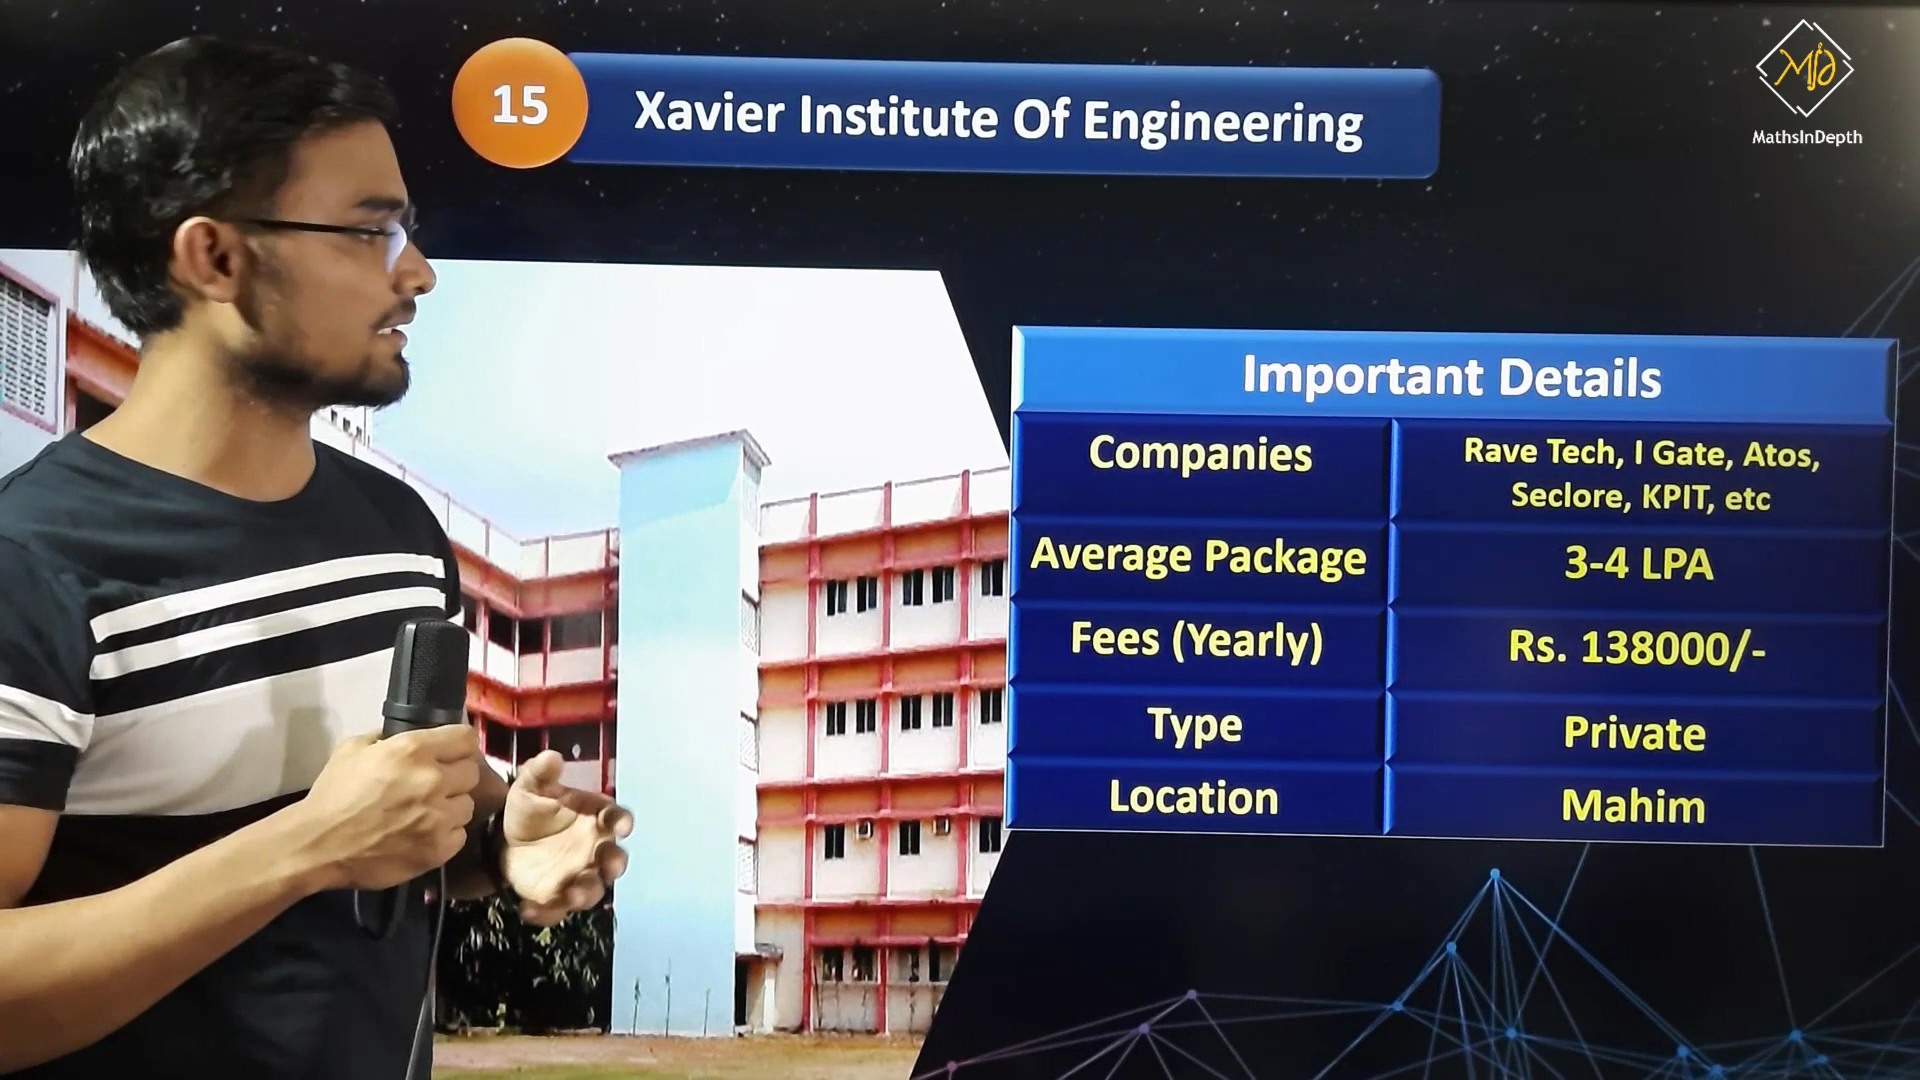 MathsInDepth
15
Xavier Institute Of Engineering
Important Details
Companies
Rave Tech, I Gate, Atos,
Seclore, KPIT, etc
Average Package
3-4 LPA
Fees (Yearly)
Rs. 138000/-
Type
Private
Location
Mahim